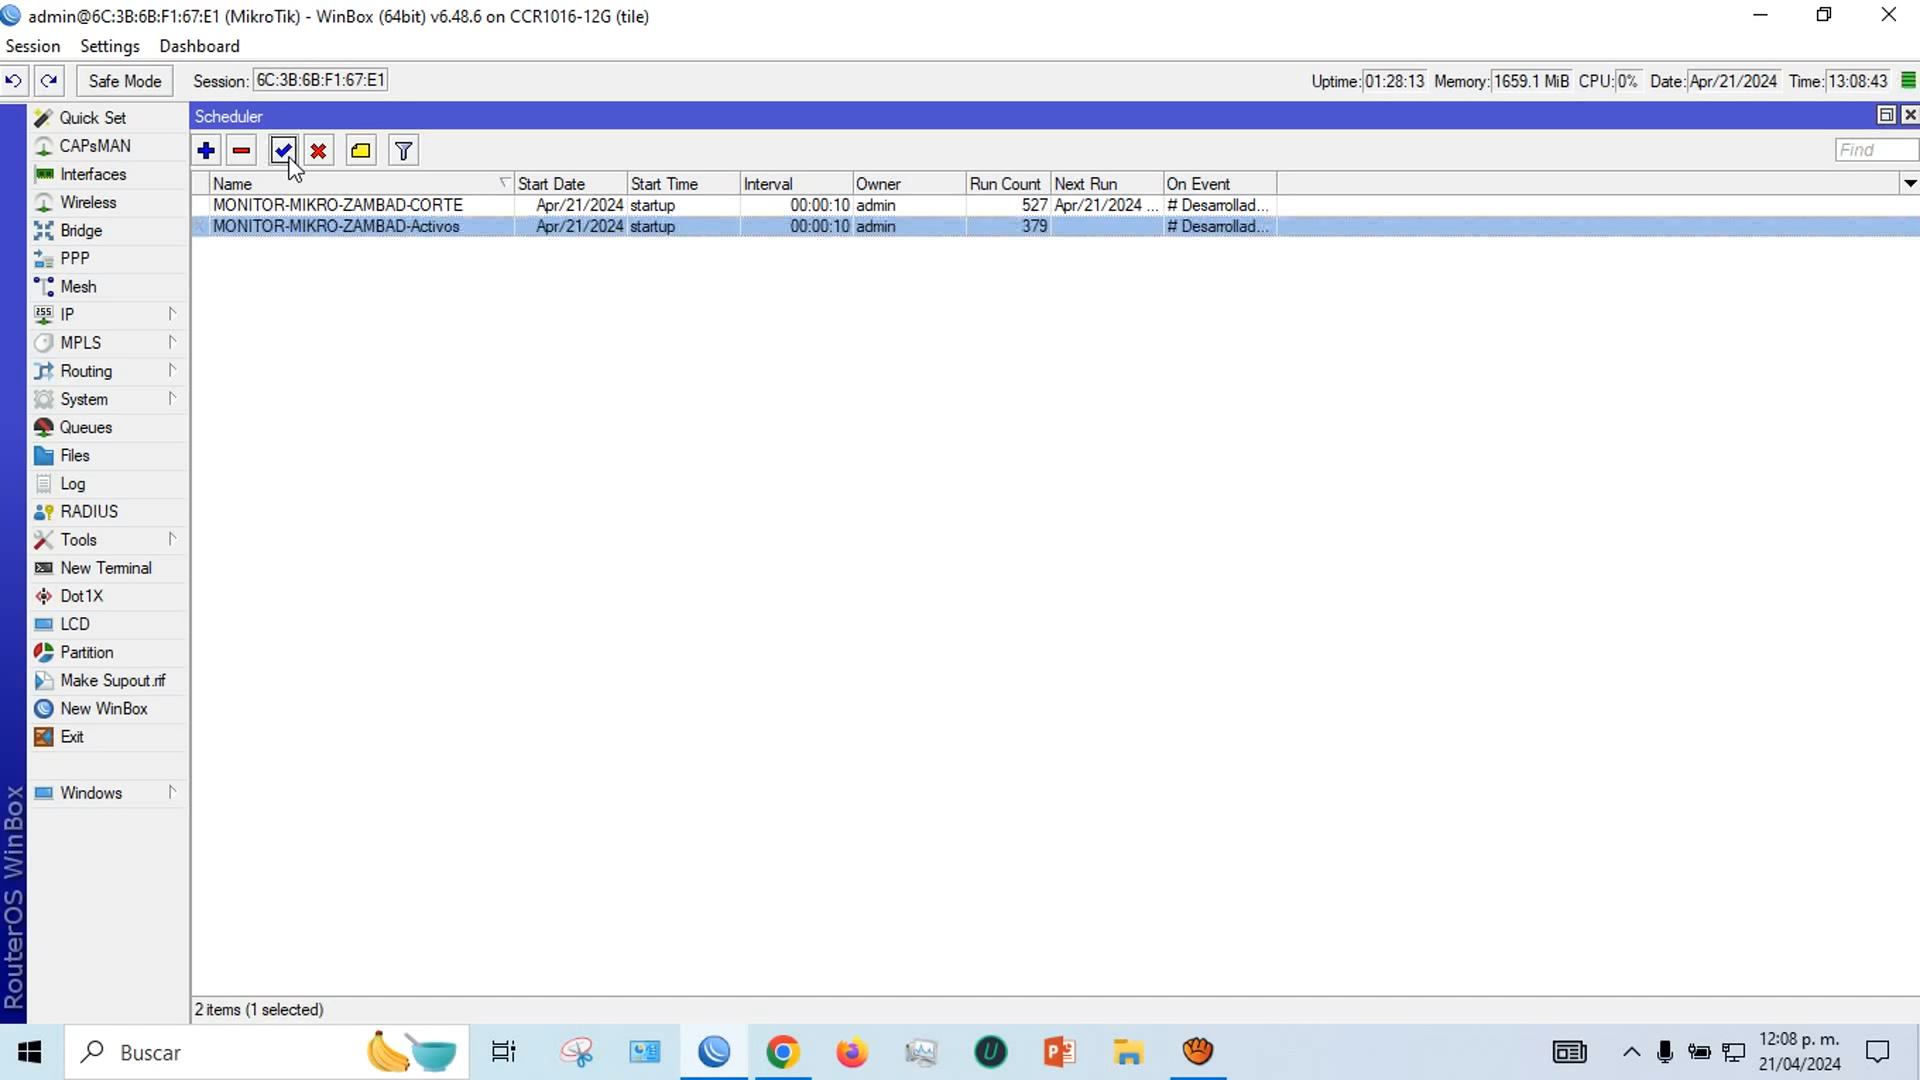 admin@6C:3B:6B:F1:67:E1 (MikroTik) - WinBox (64bit) v6.48.6 on CCR1016-12G (tile)
Session Settings Dashboard
Safe Mode Session: 6C:3B:6B:F1:67:E1 Uptime: 01:28:13 Memory: 1659.1 MiB CPU: 0% Date: Apr/21/2024 Time: 13:08:43
Scheduler
Find
Name Start Date Start Time Interval Owner Run Count Next Run On Event
MONITOR-MIKRO-ZAMBAD-CORTE Apr/21/2024 startup 00:00:10 admin 527 Apr/21/2024 ... # Desarrollad...
X MONITOR-MIKRO-ZAMBAD-Activos Apr/21/2024 startup 00:00:10 admin 379 # Desarrollad...
2 items (1 selected)
Quick Set
CAPsMAN
Interfaces
Wireless
Bridge
PPP
Mesh
255 IP
MPLS
Routing
System
Queues
Files
Log
RADIUS
Tools
New Terminal
Dot1X
LCD
Partition
Make Supout.rif
New WinBox
Exit
Windows
RouterOS WinBox
Buscar
12:08 p. m.
21/04/2024